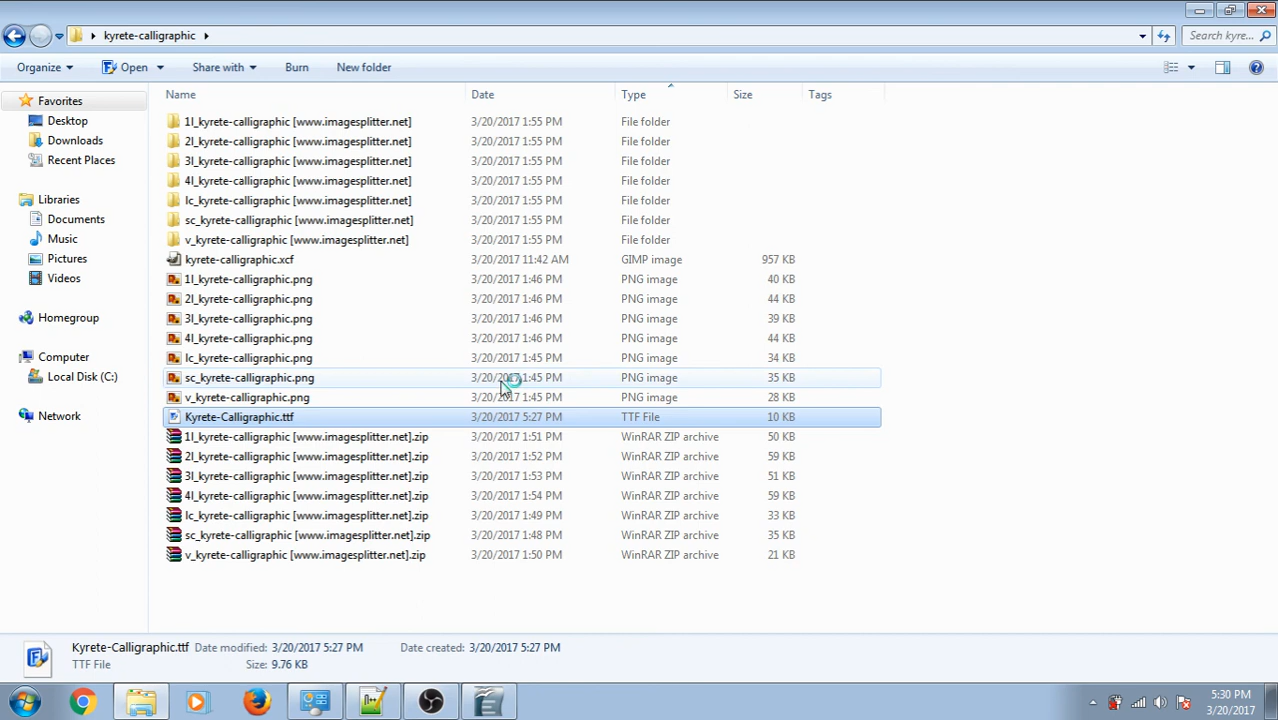 kyrete-calligraphic
Search kyre...
Organize Open Share with Burn New folder
Name Date Type Size Tags
Favorites
Desktop
Downloads
Recent Places
Libraries
Documents
Music
Pictures
Videos
Homegroup
Computer
Local Disk (C:)
Network
1l_kyrete-calligraphic [www.imagesplitter.net] 3/20/2017 1:55 PM File folder
2l_kyrete-calligraphic [www.imagesplitter.net] 3/20/2017 1:55 PM File folder
3l_kyrete-calligraphic [www.imagesplitter.net] 3/20/2017 1:55 PM File folder
4l_kyrete-calligraphic [www.imagesplitter.net] 3/20/2017 1:55 PM File folder
lc_kyrete-calligraphic [www.imagesplitter.net] 3/20/2017 1:55 PM File folder
sc_kyrete-calligraphic [www.imagesplitter.net] 3/20/2017 1:55 PM File folder
v_kyrete-calligraphic [www.imagesplitter.net] 3/20/2017 1:55 PM File folder
kyrete-calligraphic.xcf 3/20/2017 11:42 AM GIMP image 957 KB
1l_kyrete-calligraphic.png 3/20/2017 1:46 PM PNG image 40 KB
2l_kyrete-calligraphic.png 3/20/2017 1:46 PM PNG image 44 KB
3l_kyrete-calligraphic.png 3/20/2017 1:46 PM PNG image 39 KB
4l_kyrete-calligraphic.png 3/20/2017 1:46 PM PNG image 44 KB
lc_kyrete-calligraphic.png 3/20/2017 1:45 PM PNG image 34 KB
sc_kyrete-calligraphic.png 3/20/2017 1:45 PM PNG image 35 KB
v_kyrete-calligraphic.png 3/20/2017 1:45 PM PNG image 28 KB
Kyrete-Calligraphic.ttf 3/20/2017 5:27 PM TTF File 10 KB
1l_kyrete-calligraphic [www.imagesplitter.net].zip 3/20/2017 1:51 PM WinRAR ZIP archive 50 KB
2l_kyrete-calligraphic [www.imagesplitter.net].zip 3/20/2017 1:52 PM WinRAR ZIP archive 59 KB
3l_kyrete-calligraphic [www.imagesplitter.net].zip 3/20/2017 1:53 PM WinRAR ZIP archive 51 KB
4l_kyrete-calligraphic [www.imagesplitter.net].zip 3/20/2017 1:54 PM WinRAR ZIP archive 59 KB
lc_kyrete-calligraphic [www.imagesplitter.net].zip 3/20/2017 1:49 PM WinRAR ZIP archive 33 KB
sc_kyrete-calligraphic [www.imagesplitter.net].zip 3/20/2017 1:48 PM WinRAR ZIP archive 35 KB
v_kyrete-calligraphic [www.imagesplitter.net].zip 3/20/2017 1:50 PM WinRAR ZIP archive 21 KB
Kyrete-Calligraphic.ttf Date modified: 3/20/2017 5:27 PM Date created: 3/20/2017 5:27 PM
TTF File Size: 9.76 KB
5:30 PM
3/20/2017